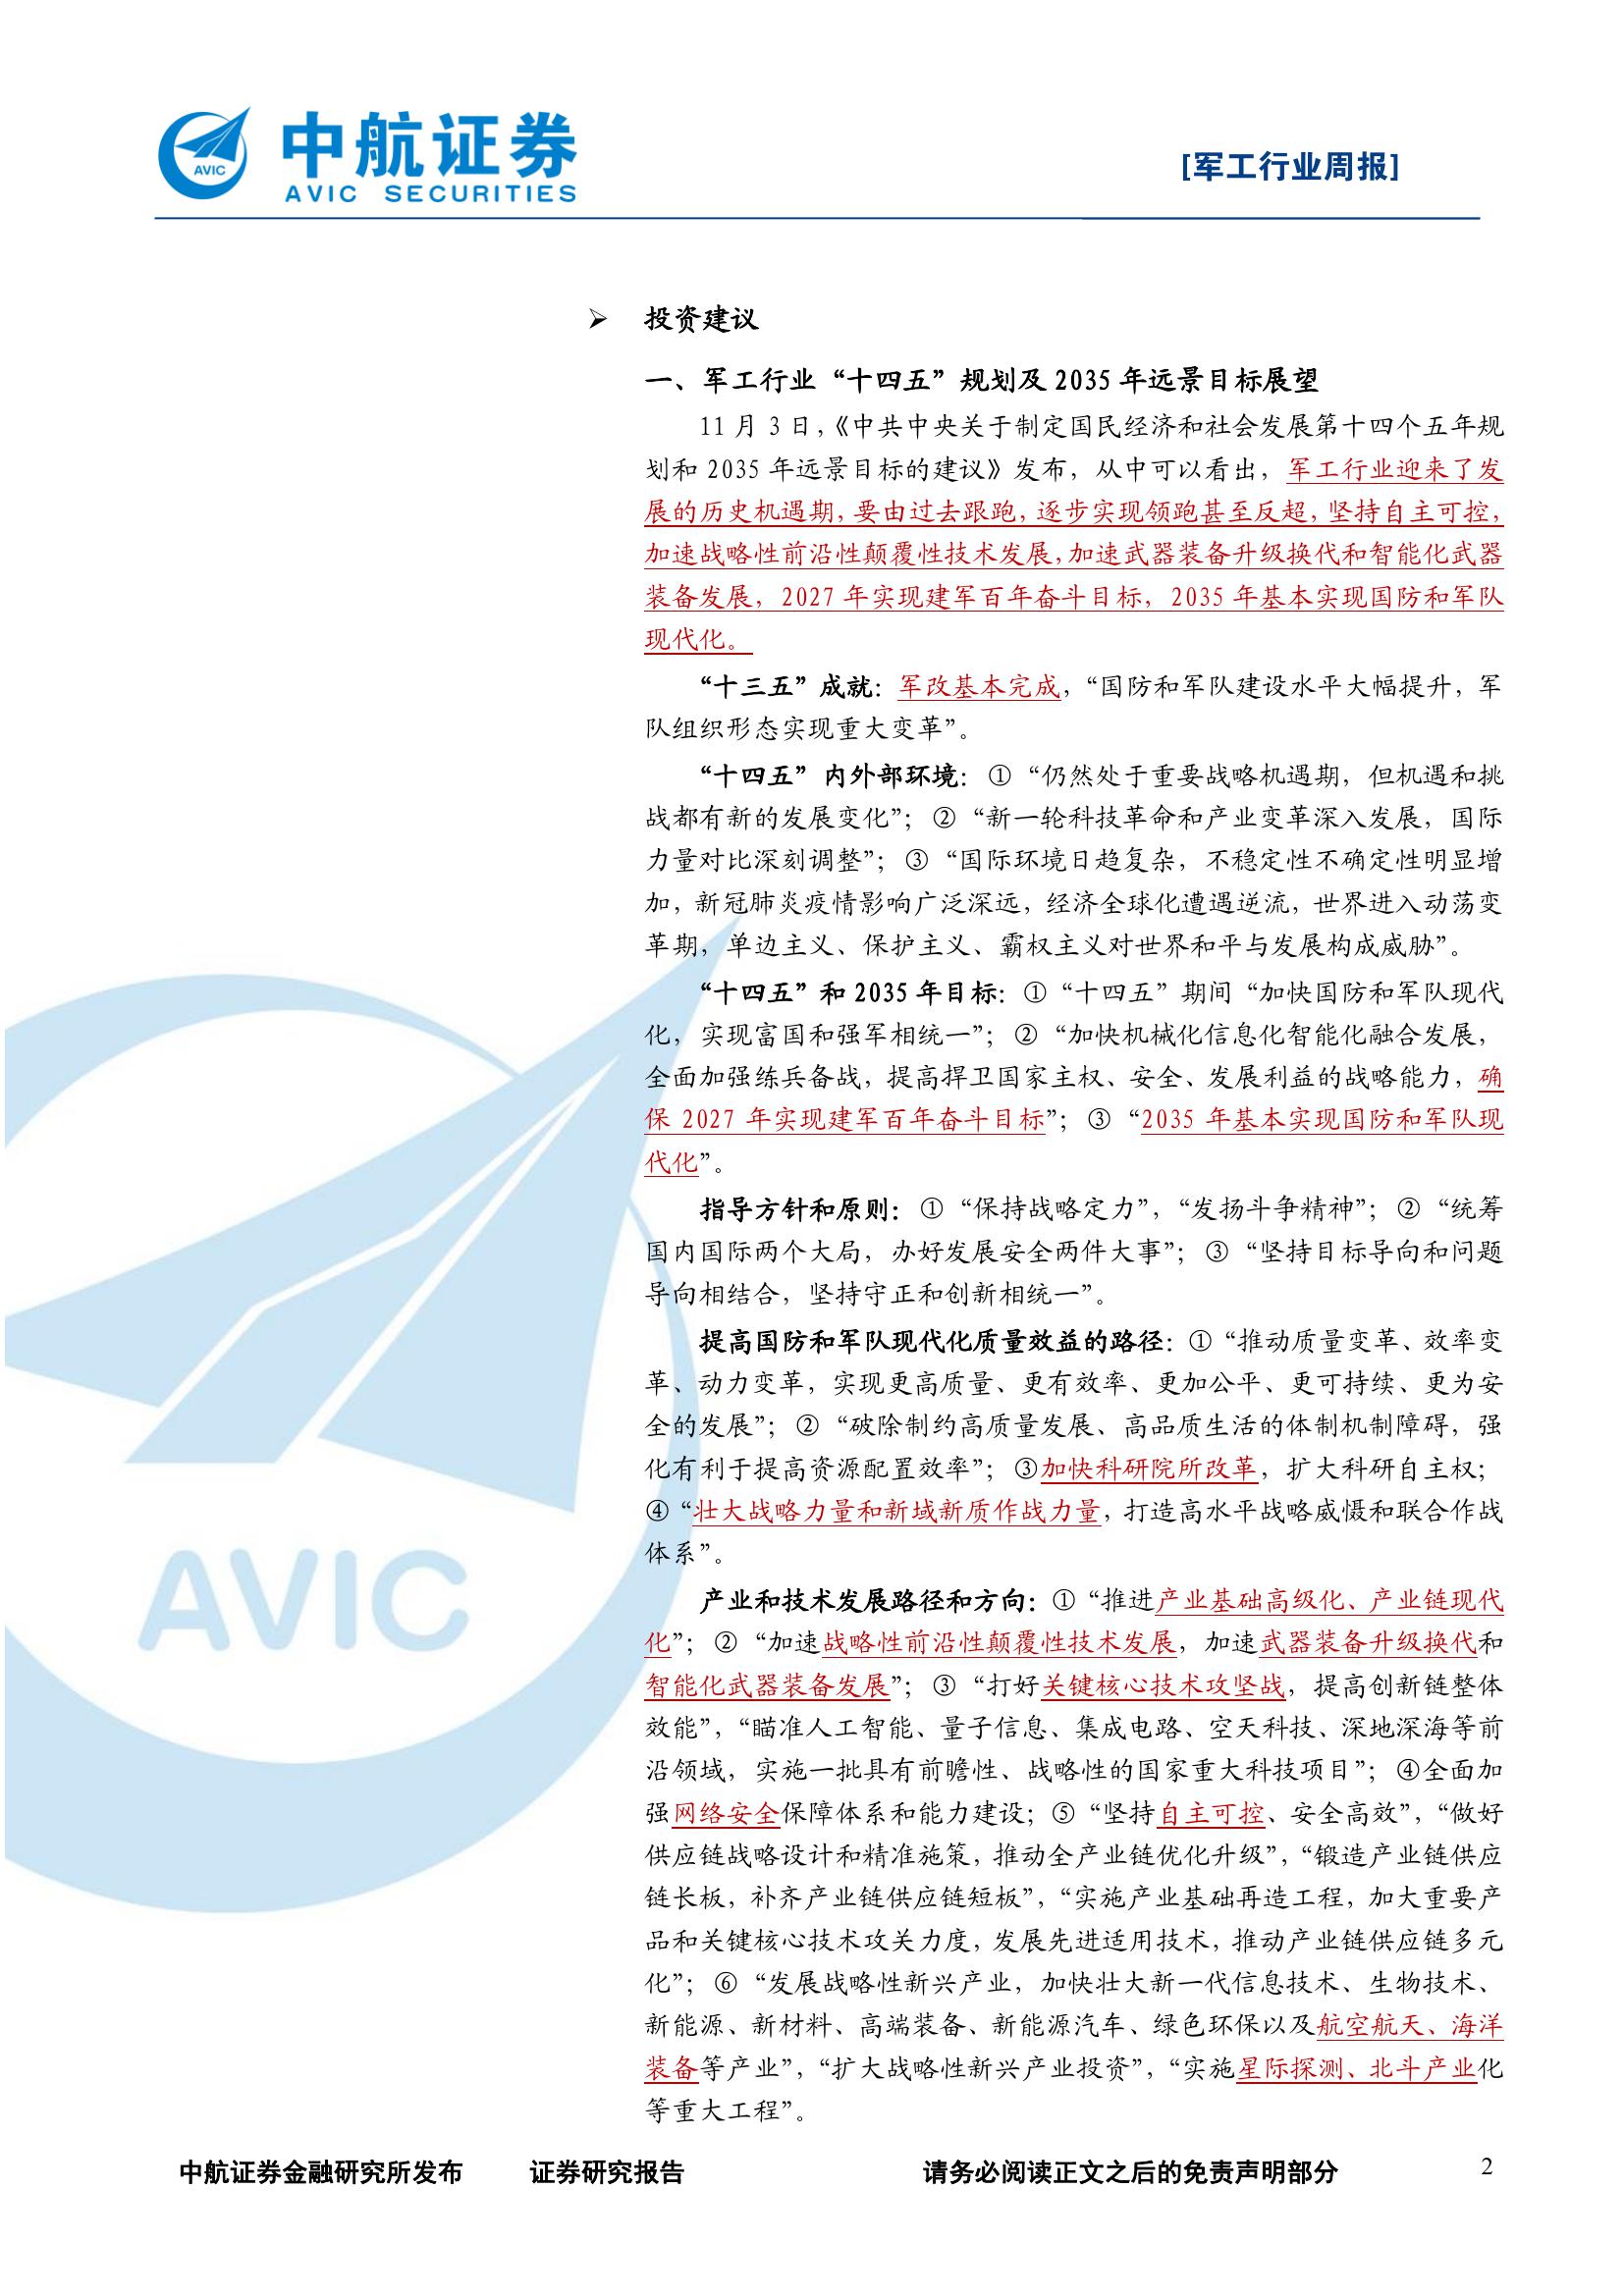 中航证券
AVIC SECURITIES
AVIC
[军工行业周报]
➢ 投资建议
一、军工行业“十四五”规划及 2035 年远景目标展望
11 月 3 日，《中共中央关于制定国民经济和社会发展第十四个五年规
划和 2035 年远景目标的建议》发布，从中可以看出，军工行业迎来了发
展的历史机遇期，要由过去跟跑，逐步实现领跑甚至反超，坚持自主可控，
加速战略性前沿性颠覆性技术发展，加速武器装备升级换代和智能化武器
装备发展，2027 年实现建军百年奋斗目标，2035 年基本实现国防和军队
现代化。
“十三五”成就：军改基本完成，“国防和军队建设水平大幅提升，军
队组织形态实现重大变革”。
“十四五”内外部环境：①“仍然处于重要战略机遇期，但机遇和挑
战都有新的发展变化”；②“新一轮科技革命和产业变革深入发展，国际
力量对比深刻调整”；③“国际环境日趋复杂，不稳定性不确定性明显增
加，新冠肺炎疫情影响广泛深远，经济全球化遭遇逆流，世界进入动荡变
革期，单边主义、保护主义、霸权主义对世界和平与发展构成威胁”。
“十四五”和 2035 年目标：①“十四五”期间“加快国防和军队现代
化，实现富国和强军相统一”；②“加快机械化信息化智能化融合发展，
全面加强练兵备战，提高捍卫国家主权、安全、发展利益的战略能力，确
保 2027 年实现建军百年奋斗目标”；③“2035 年基本实现国防和军队现
代化”。
指导方针和原则：①“保持战略定力”，“发扬斗争精神”；②“统筹
国内国际两个大局，办好发展安全两件大事”；③“坚持目标导向和问题
导向相结合，坚持守正和创新相统一”。
提高国防和军队现代化质量效益的路径：①“推动质量变革、效率变
革、动力变革，实现更高质量、更有效率、更加公平、更可持续、更为安
全的发展”；②“破除制约高质量发展、高品质生活的体制机制障碍，强
化有利于提高资源配置效率”；③加快科研院所改革，扩大科研自主权；
④“壮大战略力量和新域新质作战力量，打造高水平战略威慑和联合作战
体系”。
产业和技术发展路径和方向：①“推进产业基础高级化、产业链现代
化”；②“加速战略性前沿性颠覆性技术发展，加速武器装备升级换代和
智能化武器装备发展”；③“打好关键核心技术攻坚战，提高创新链整体
效能”，“瞄准人工智能、量子信息、集成电路、空天科技、深地深海等前
沿领域，实施一批具有前瞻性、战略性的国家重大科技项目”；④全面加
强网络安全保障体系和能力建设；⑤“坚持自主可控、安全高效”，“做好
供应链战略设计和精准施策，推动全产业链优化升级”，“锻造产业链供应
链长板，补齐产业链供应链短板”，“实施产业基础再造工程，加大重要产
品和关键核心技术攻关力度，发展先进适用技术，推动产业链供应链多元
化”；⑥“发展战略性新兴产业，加快壮大新一代信息技术、生物技术、
新能源、新材料、高端装备、新能源汽车、绿色环保以及航空航天、海洋
装备等产业”，“扩大战略性新兴产业投资”，“实施星际探测、北斗产业化
等重大工程”。
AVIC
中航证券金融研究所发布 证券研究报告 请务必阅读正文之后的免责声明部分 2